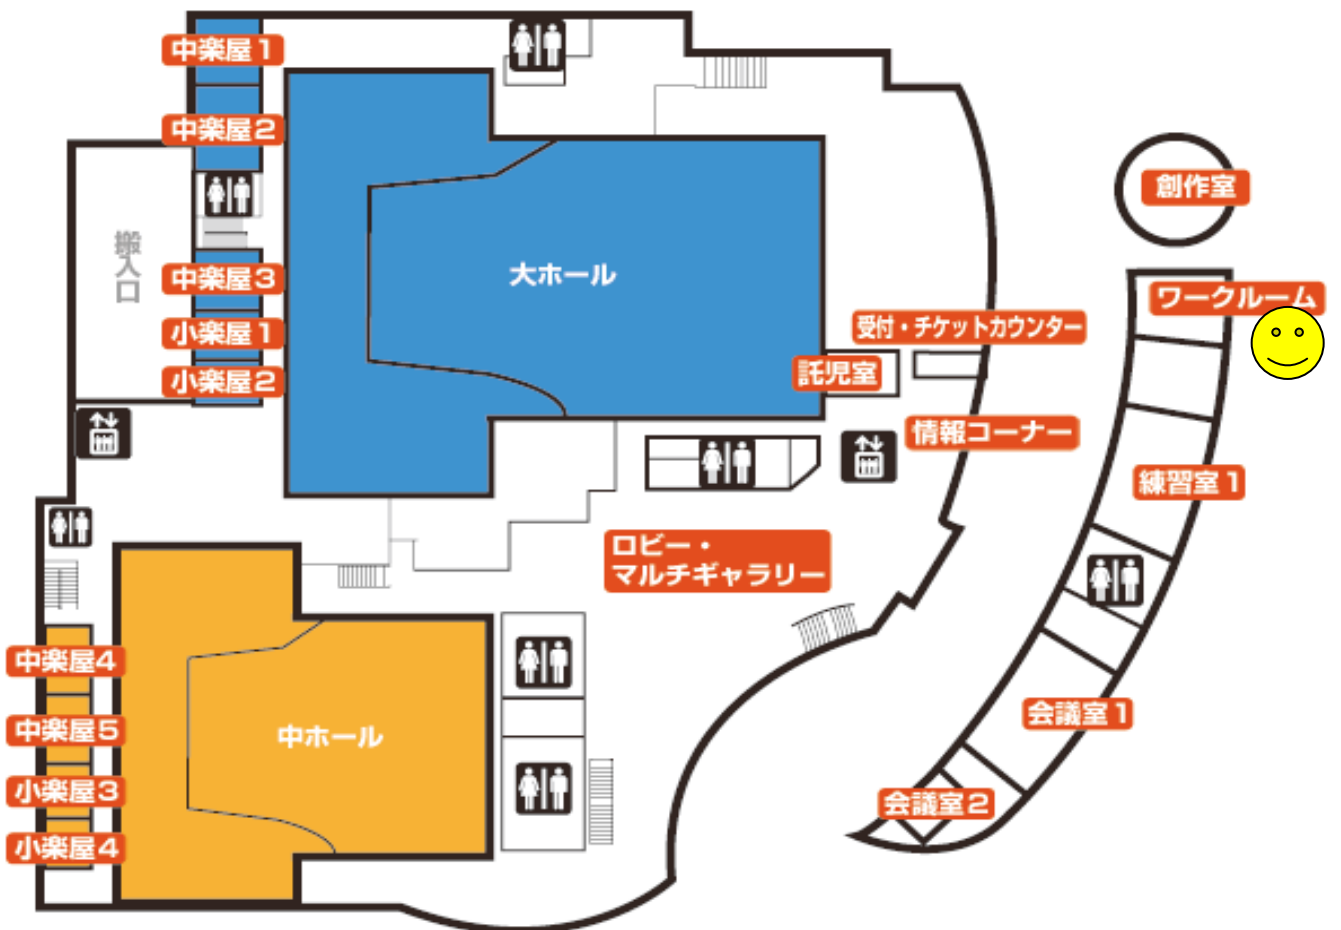 中楽屋1
中楽屋2
搬入口
中楽屋3
小楽屋1
小楽屋2
大ホール
創作室
ワークルーム
受付・チケットカウンター
託児室
情報コーナー
練習室1
ロビー・
マルチギャラリー
中楽屋4
中楽屋5
小楽屋3
小楽屋4
中ホール
会議室1
会議室2